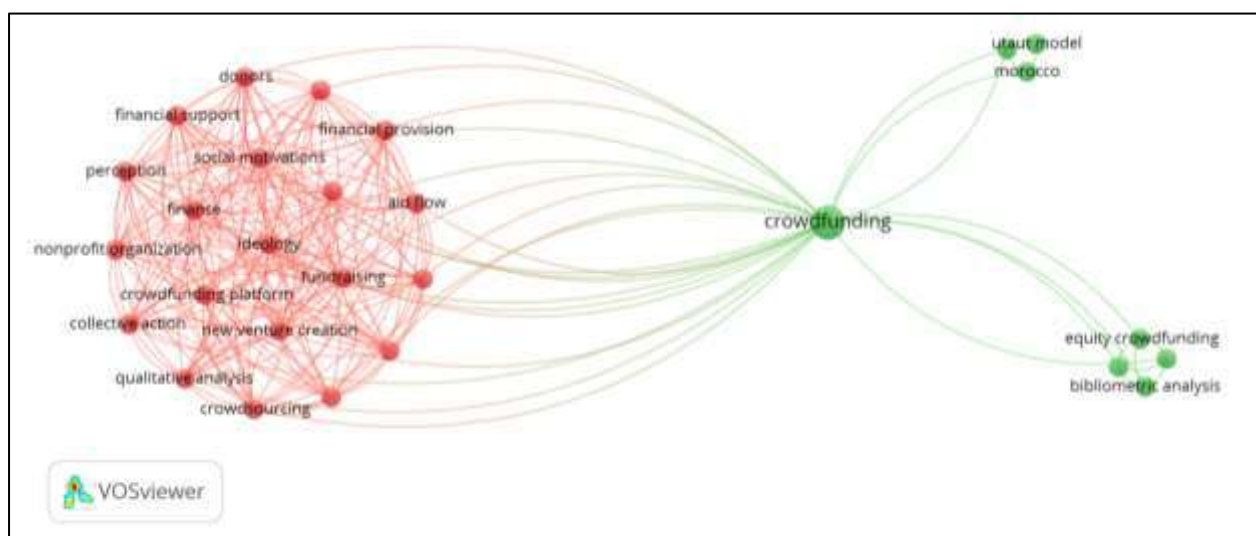 donors
utaut model
morocco
financial support
financial provision
social motivations
perception
finance
aid flow
crowdfunding
nonprofit organization
ideology
fundraising
crowdfunding platform
collective action
new venture creation
equity crowdfunding
qualitative analysis
bibliometric analysis
crowdsourcing
VOSviewer